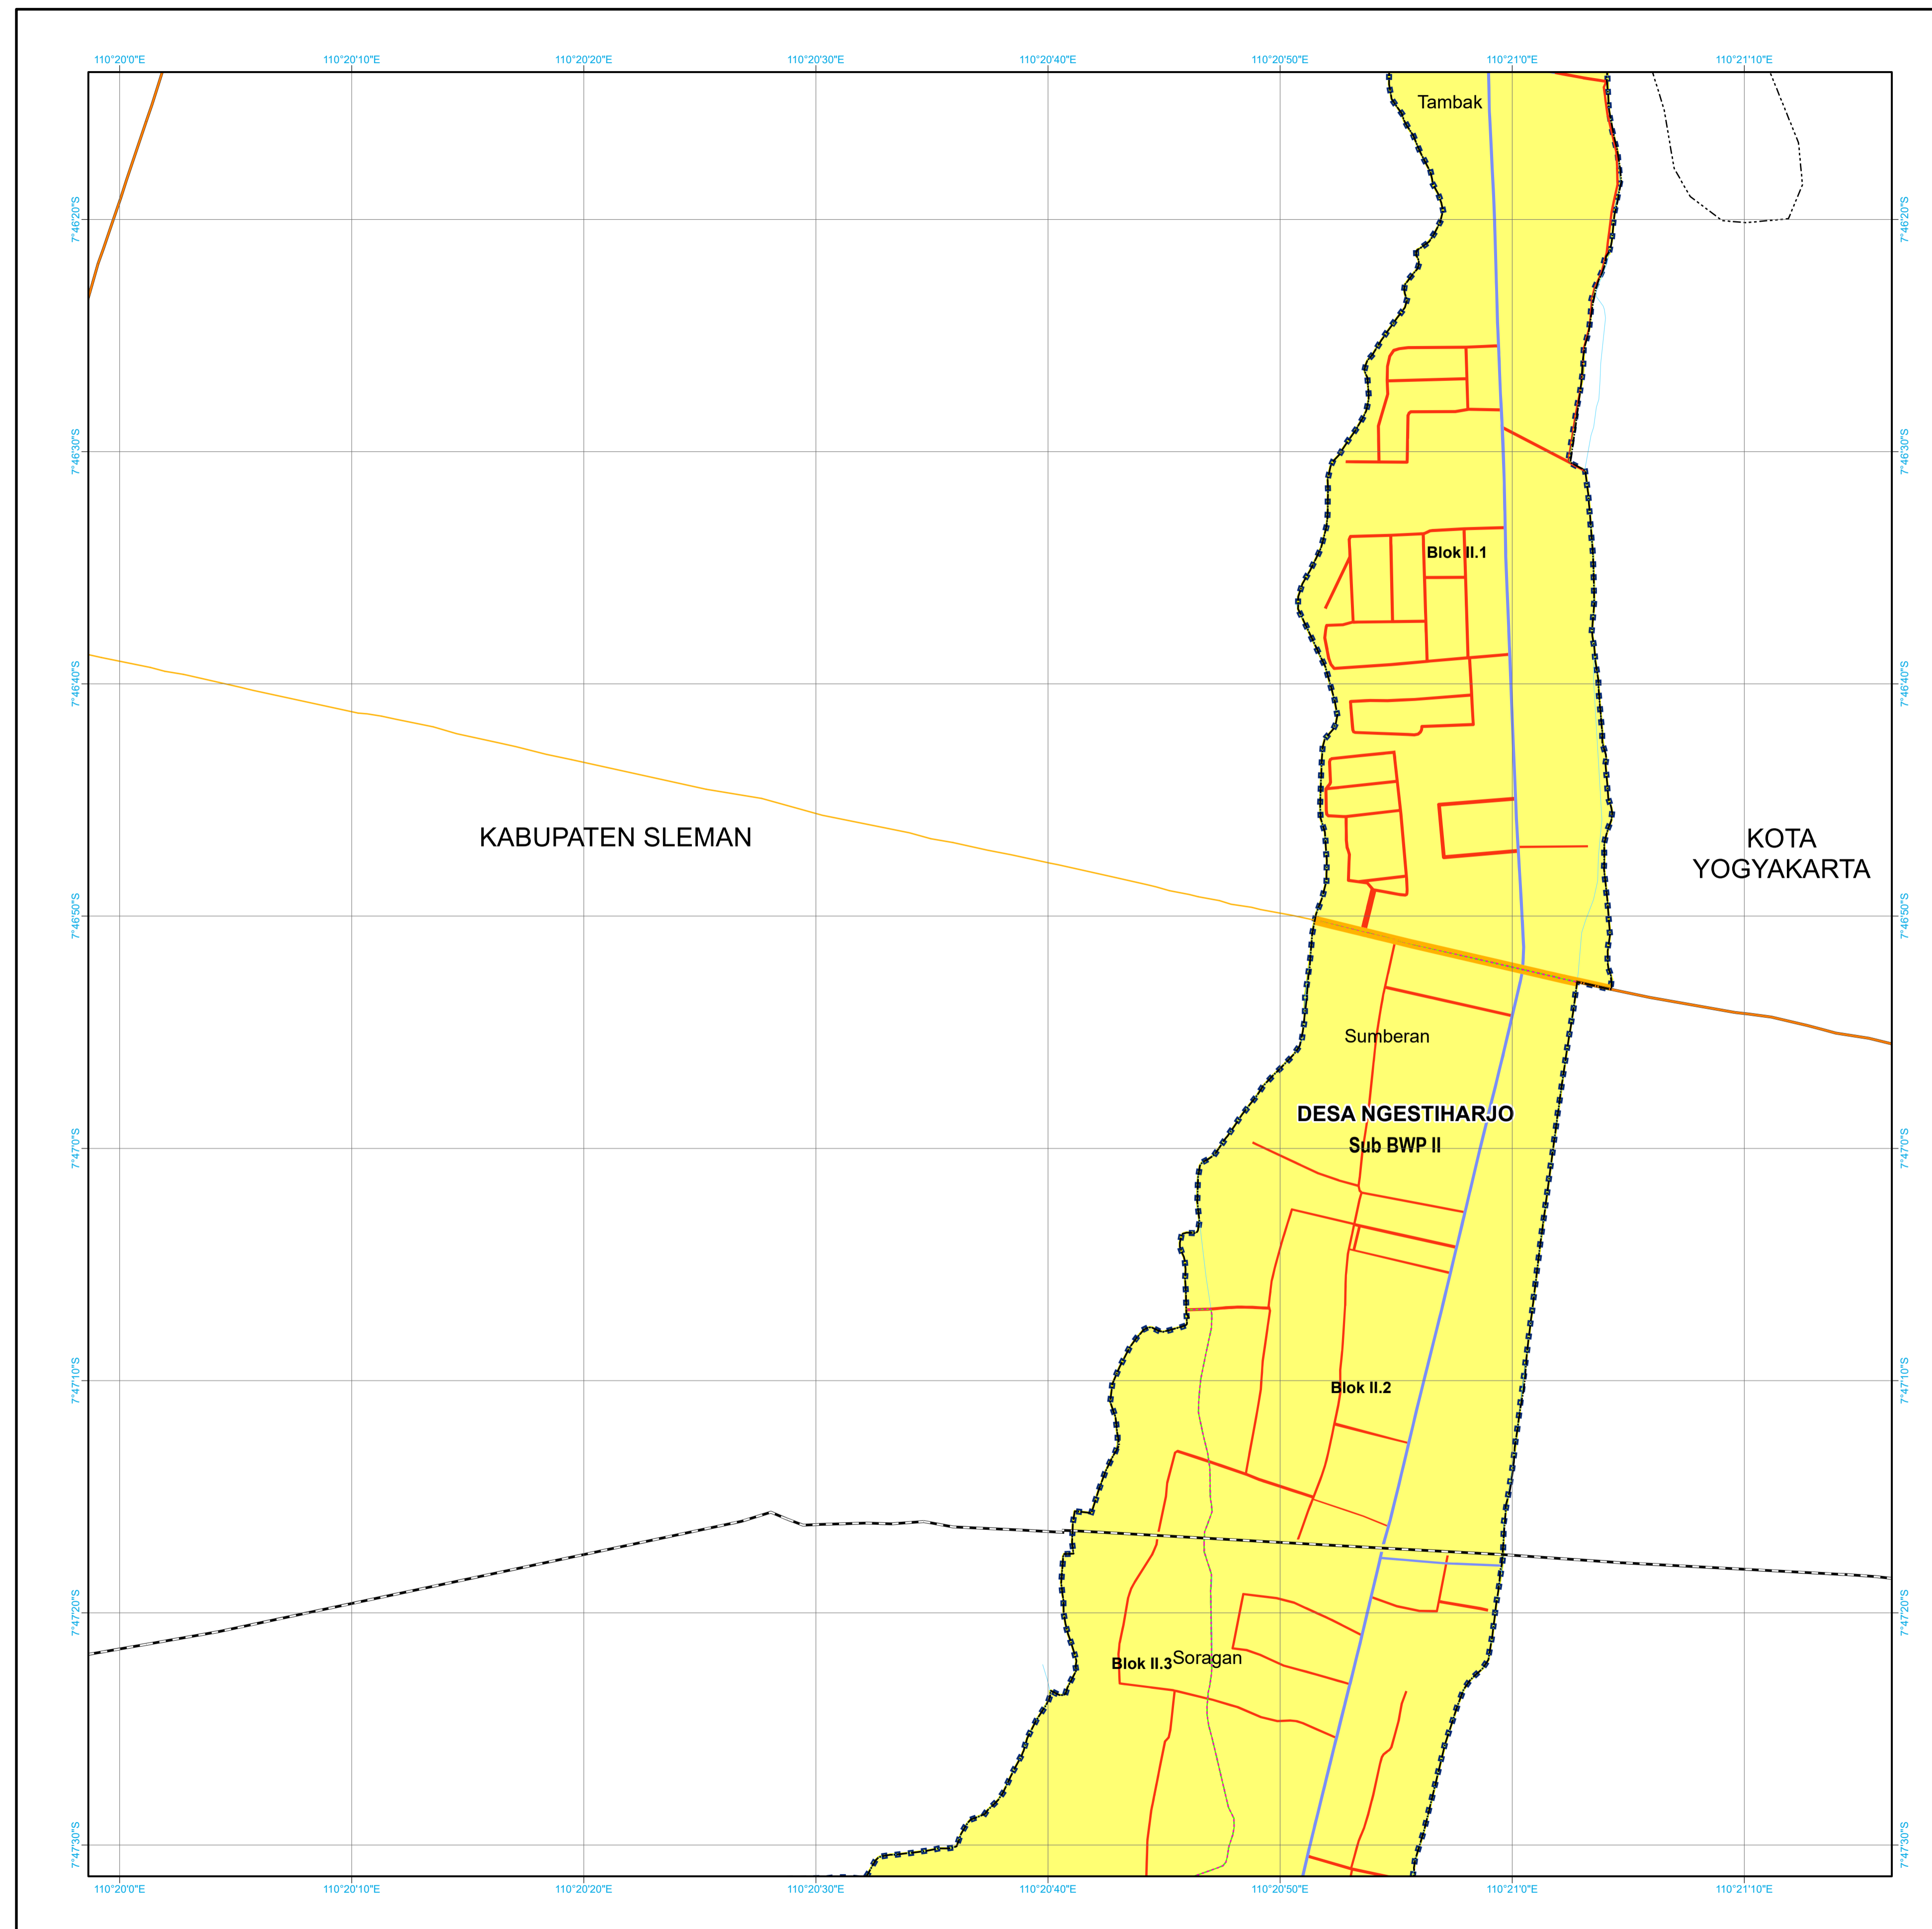 110°20'0"E 110°20'10"E 110°20'20"E 110°20'30"E 110°20'40"E 110°20'50"E 110°21'0"E 110°21'10"E
Tambak
7°46'20"S 7°46'20"S
7°46'30"S 7°46'30"S
Blok II.1
7°46'40"S 7°46'40"S
KABUPATEN SLEMAN
KOTA
YOGYAKARTA
7°46'50"S 7°46'50"S
Sumberan
DESA NGESTIHARJO
Sub BWP II
7°47'0"S 7°47'0"S
7°47'10"S 7°47'10"S
Blok II.2
7°47'20"S 7°47'20"S
Soragan
Blok II.3
7°47'30"S 7°47'30"S
110°20'0"E 110°20'10"E 110°20'20"E 110°20'30"E 110°20'40"E 110°20'50"E 110°21'0"E 110°21'10"E